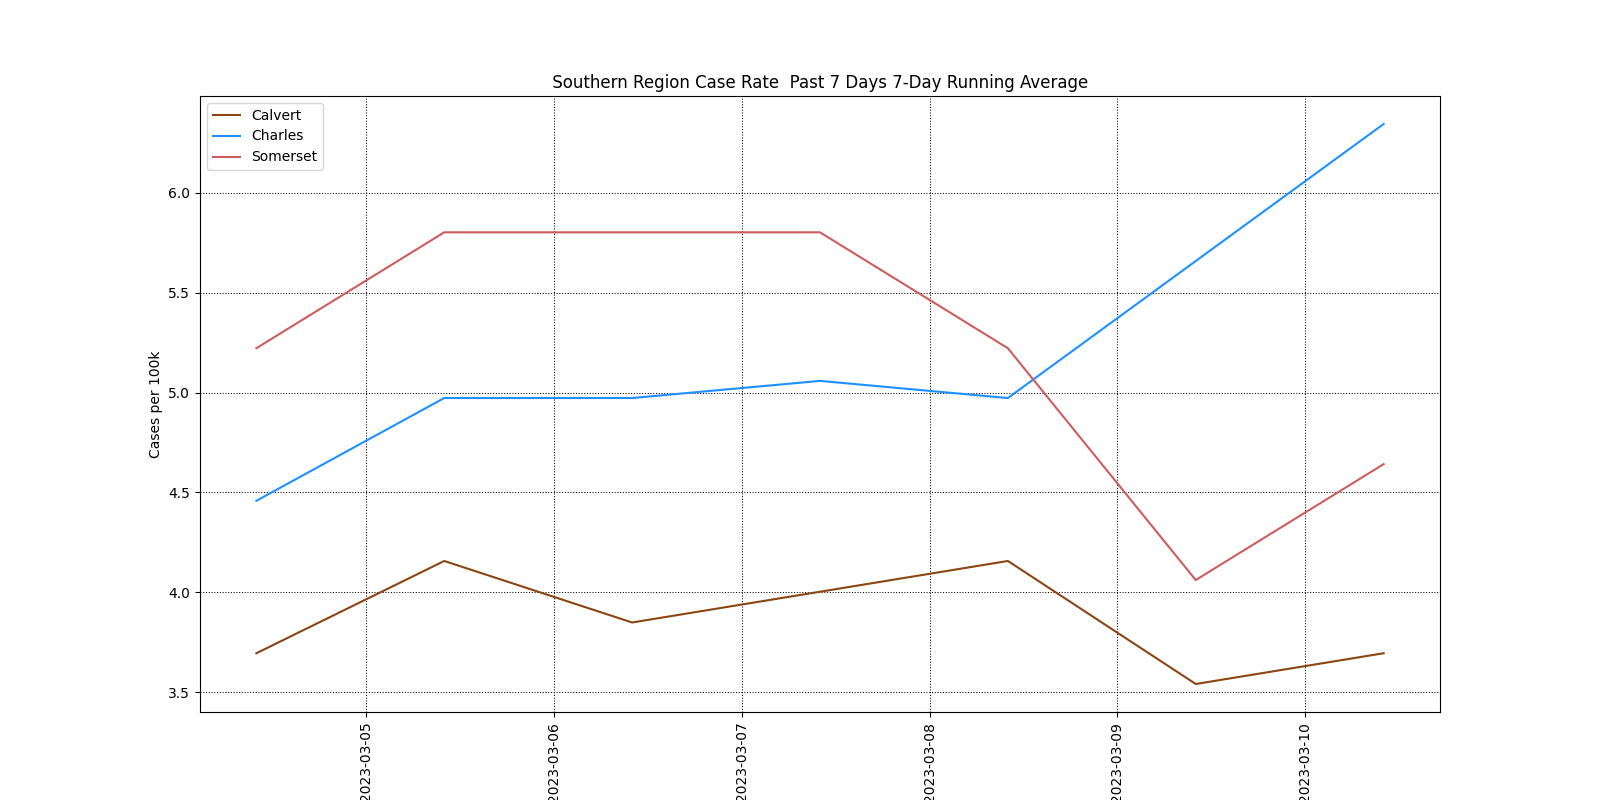 Southern Region Case Rate  Past 7 Days 7-Day Running Average
Calvert
Charles
Somerset
6.0
5.5
5.0
4.5
4.0
3.5
Cases per 100k
2023-03-05
2023-03-06
2023-03-07
2023-03-08
2023-03-09
2023-03-10